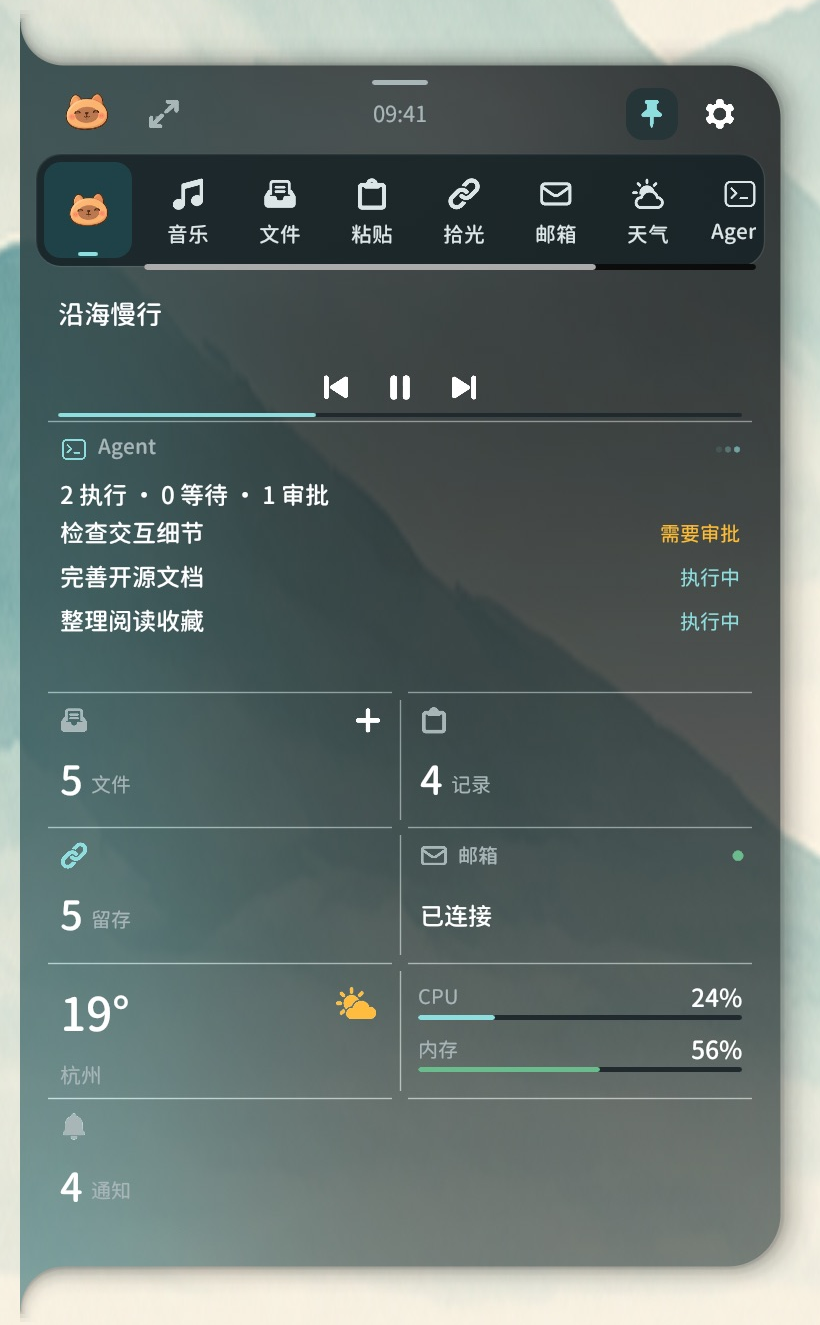 09:41
音乐 文件 粘贴 拾光 邮箱 天气 Ager
沿海慢行
Agent
2 执行 · 0 等待 · 1 审批
检查交互细节 需要审批
完善开源文档 执行中
整理阅读收藏 执行中
5 文件 4 记录
邮箱
5 留存 已连接
19° CPU 24%
内存 56%
杭州
4 通知